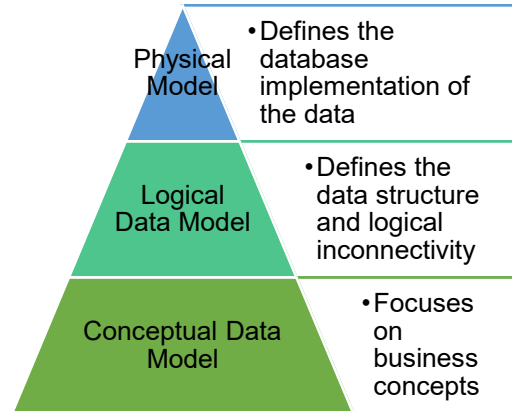 Physical
Model
•Defines the
database
implementation of
the data
Logical
Data Model
•Defines the
data structure
and logical
inconnectivity
Conceptual Data
Model
•Focuses
on
business
concepts